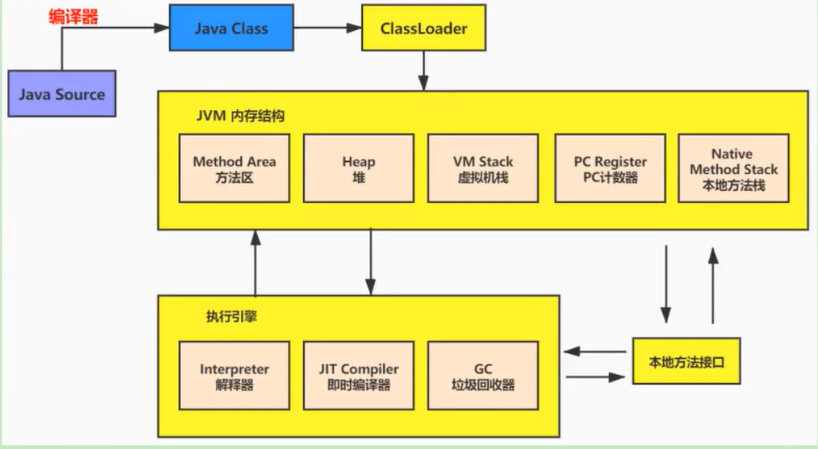 编译器
Java Class
ClassLoader
Java Source
JVM 内存结构
Method Area
方法区
Heap
堆
VM Stack
虚拟机栈
PC Register
PC计数器
Native
Method Stack
本地方法栈
执行引擎
Interpreter
解释器
JIT Compiler
即时编译器
GC
垃圾回收器
本地方法接口